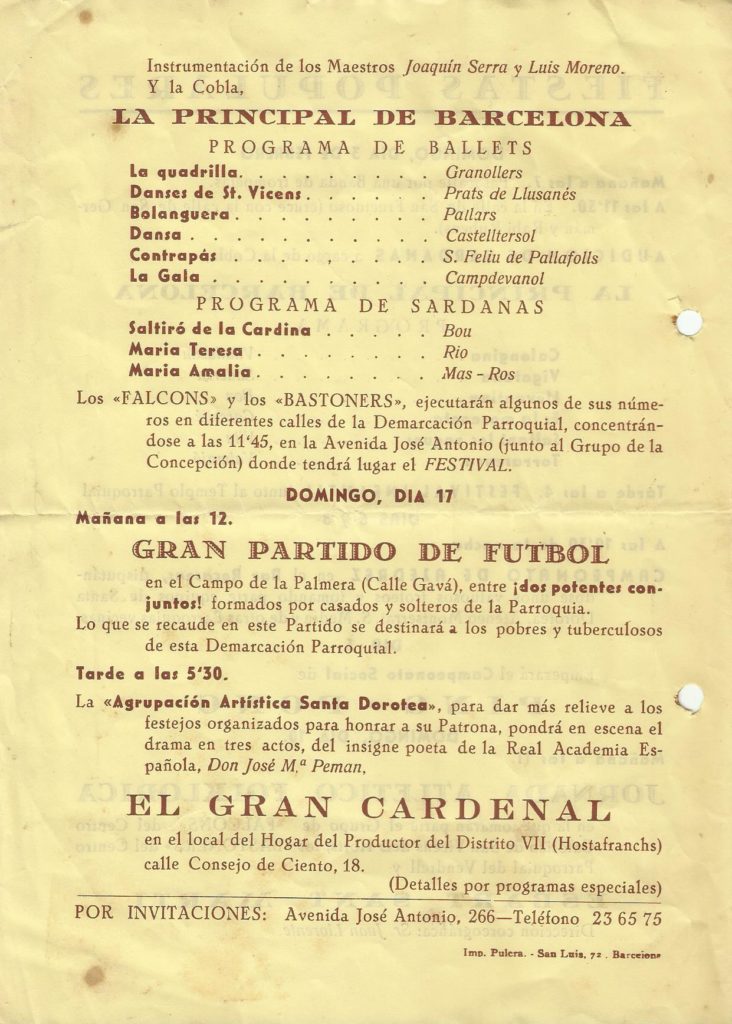 Instrumentación de los Maestros Joaquín Serra y Luis Moreno.
Y la Cobla,
LA PRINCIPAL DE BARCELONA
PROGRAMA DE BALLETS
La quadrilla. . . . . . . . . . Granollers
Danses de St. Vicens . . . . . . Prats de Llusanés
Bolanguera . . . . . . . . . . Pallars
Dansa . . . . . . . . . . . . Castelltersol
Contrapás . . . . . . . . . . S. Feliu de Pallafolls
La Gala . . . . . . . . . . . Campdevanol
PROGRAMA DE SARDANAS
Saltiró de la Cardina . . . . . Bou
Maria Teresa . . . . . . . . Rio
Maria Amalia . . . . . . . . Mas - Ros
Los «FALCONS» y los «BASTONERS», ejecutarán algunos de sus núme-
ros en diferentes calles de la Demarcación Parroquial, concentrán-
dose a las 11'45, en la Avenida José Antonio (junto al Grupo de la
Concepción) donde tendrá lugar el FESTIVAL.
DOMINGO, DIA 17
Mañana a las 12.
GRAN PARTIDO DE FUTBOL
en el Campo de la Palmera (Calle Gavá), entre ¡dos potentes con-
juntos! formados por casados y solteros de la Parroquia.
Lo que se recaude en este Partido se destinará a los pobres y tuberculosos
de esta Demarcación Parroquial.
Tarde a las 5'30.
La «Agrupación Artística Santa Dorotea», para dar más relieve a los
festejos organizados para honrar a su Patrona, pondrá en escena el
drama en tres actos, del insigne poeta de la Real Academia Es-
pañola, Don José M.ª Peman,
EL GRAN CARDENAL
en el local del Hogar del Productor del Distrito VII (Hostafranchs)
calle Consejo de Ciento, 18.
(Detalles por programas especiales)
POR INVITACIONES: Avenida José Antonio, 266—Teléfono 23 65 75
Imp. Pulcra. - San Luis, 72 . Barcelona